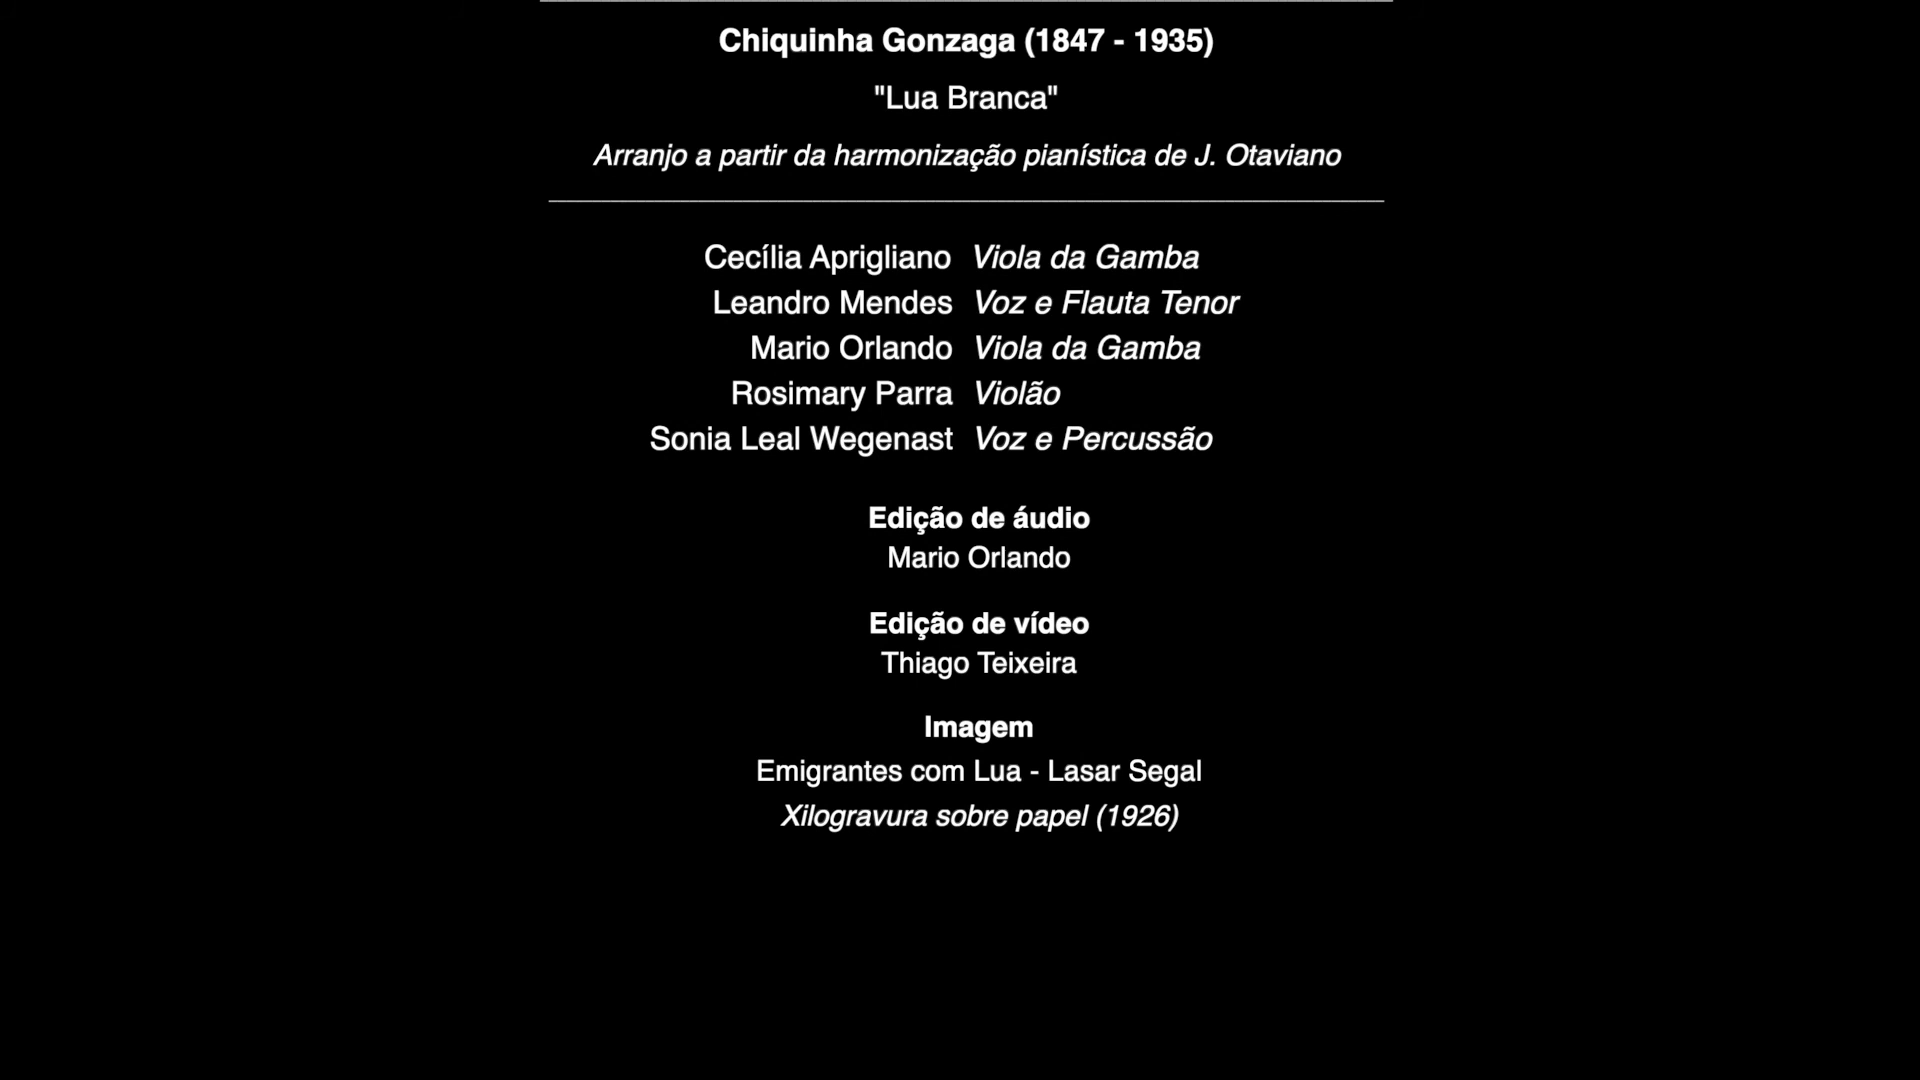 Chiquinha Gonzaga (1847 - 1935)
"Lua Branca"
Arranjo a partir da harmonização pianística de J. Otaviano
Cecília Aprigliano Viola da Gamba
Leandro Mendes Voz e Flauta Tenor
Mario Orlando Viola da Gamba
Rosimary Parra Violão
Sonia Leal Wegenast Voz e Percussão
Edição de áudio
Mario Orlando
Edição de vídeo
Thiago Teixeira
Imagem
Emigrantes com Lua - Lasar Segal
Xilogravura sobre papel (1926)